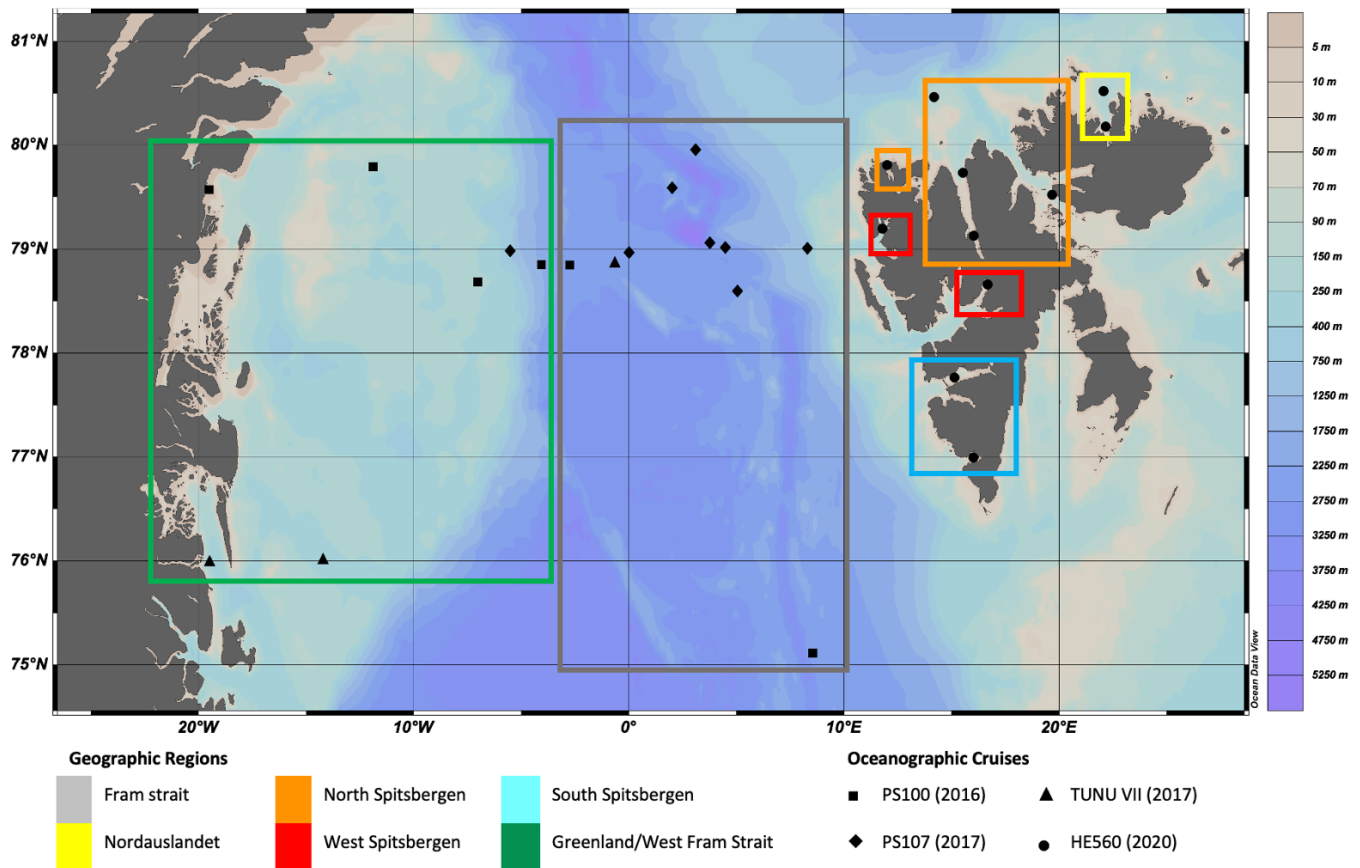 81°N
80°N
79°N
78°N
77°N
76°N
75°N
20°W 10°W 0° 10°E 20°E
Ocean Data View
5 m
10 m
30 m
50 m
70 m
90 m
150 m
250 m
400 m
750 m
1250 m
1750 m
2250 m
2750 m
3250 m
3750 m
4250 m
4750 m
5250 m
Geographic Regions
Fram strait North Spitsbergen South Spitsbergen
Nordauslandet West Spitsbergen Greenland/West Fram Strait
Oceanographic Cruises
PS100 (2016) TUNU VII (2017)
PS107 (2017) HE560 (2020)